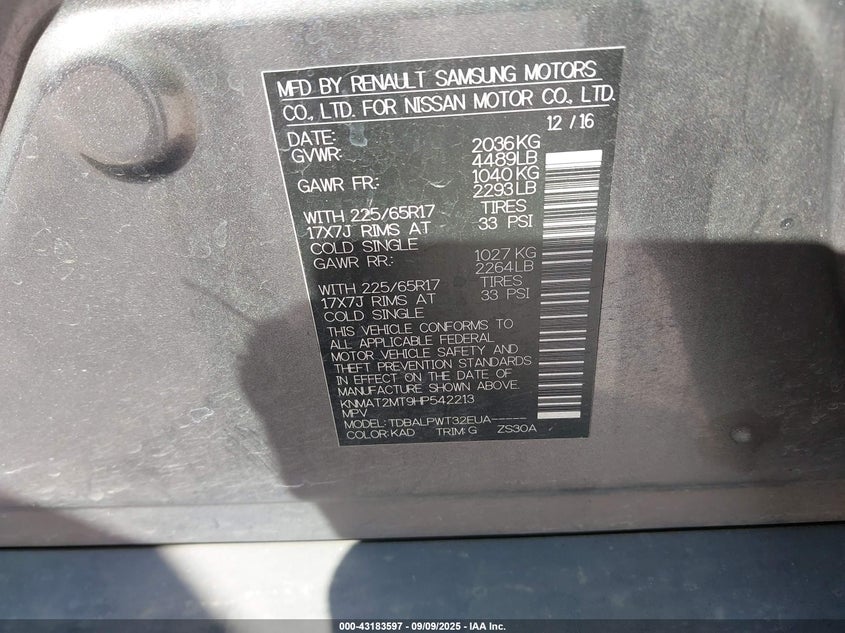 MFD BY RENAULT SAMSUNG MOTORS
CO., LTD. FOR NISSAN MOTOR CO., LTD.
DATE: 12 / 16
GVWR: 2036KG
4489LB
GAWR FR.: 1040 KG
2293LB
WITH 225/65R17 TIRES
17X7J RIMS AT 33 PSI
COLD SINGLE
GAWR RR.: 1027 KG
2264LB
WITH 225/65R17 TIRES
17X7J RIMS AT 33 PSI
COLD SINGLE
THIS VEHICLE CONFORMS TO
ALL APPLICABLE FEDERAL
MOTOR VEHICLE SAFETY AND
THEFT PREVENTION STANDARDS
IN EFFECT ON THE DATE OF
MANUFACTURE SHOWN ABOVE.
KNMAT2MT9HP542213
MPV
MODEL: TDBALPWT32EUA-----
COLOR: KAD TRIM: G ZS30A
000-43183597 - 09/09/2025 - IAA Inc.